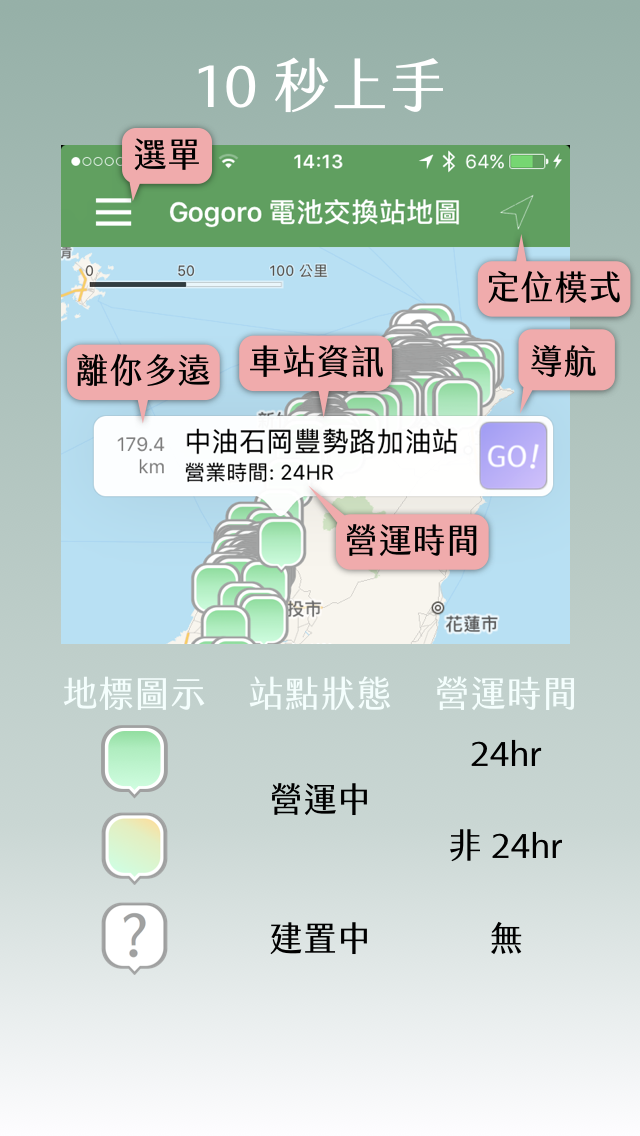 10 秒上手
選單
14:13
64%
Gogoro 電池交換站地圖
定位模式
0 50 100 公里
離你多遠
車站資訊
導航
179.4
km
中油石岡豐勢路加油站
營業時間: 24HR
GO!
營運時間
投市
花蓮市
地標圖示 站點狀態 營運時間
24hr
營運中
非 24hr
?
建置中 無